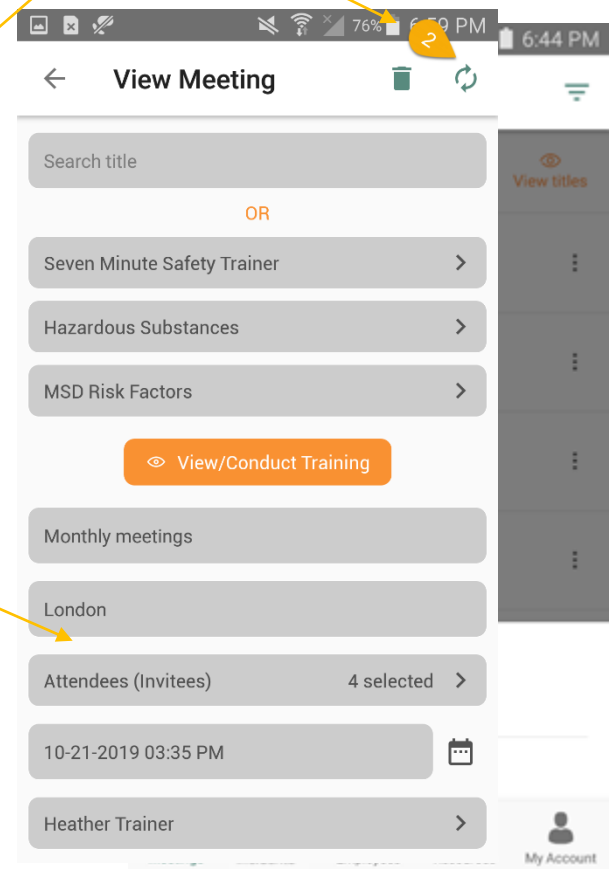 76%
59 PM
2
6:44 PM
View Meeting
Search title
View titles
OR
Seven Minute Safety Trainer
Hazardous Substances
MSD Risk Factors
View/Conduct Training
Monthly meetings
London
Attendees (Invitees) 4 selected
10-21-2019 03:35 PM
Heather Trainer
My Account